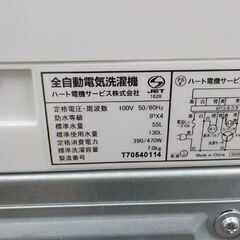 全自動電気洗濯機
ハート電機サービス株式会社
JET
1628
定格電圧・周波数 100V 50/60Hz
防水等級 IPX4
標準水量 55L
標準使用水量 130L
定格消費電力 390/470W
標準洗濯容量 7.0kg
製造番号 T70540114
ハート電機サービス
Made in China